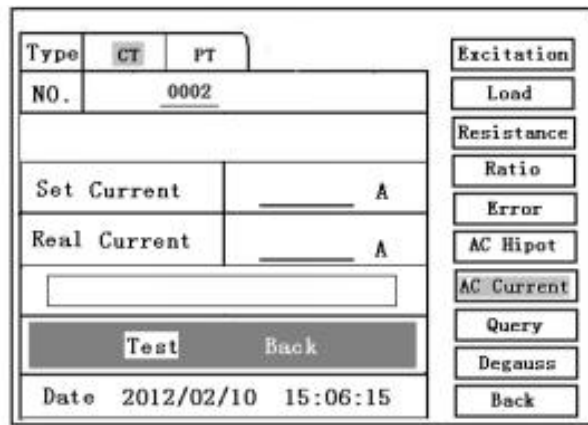 Type CT PT
NO. 0002
Set Current A
Real Current A
Test Back
Date 2012/02/10 15:06:15
Excitation
Load
Resistance
Ratio
Error
AC Hipot
AC Current
Query
Degauss
Back